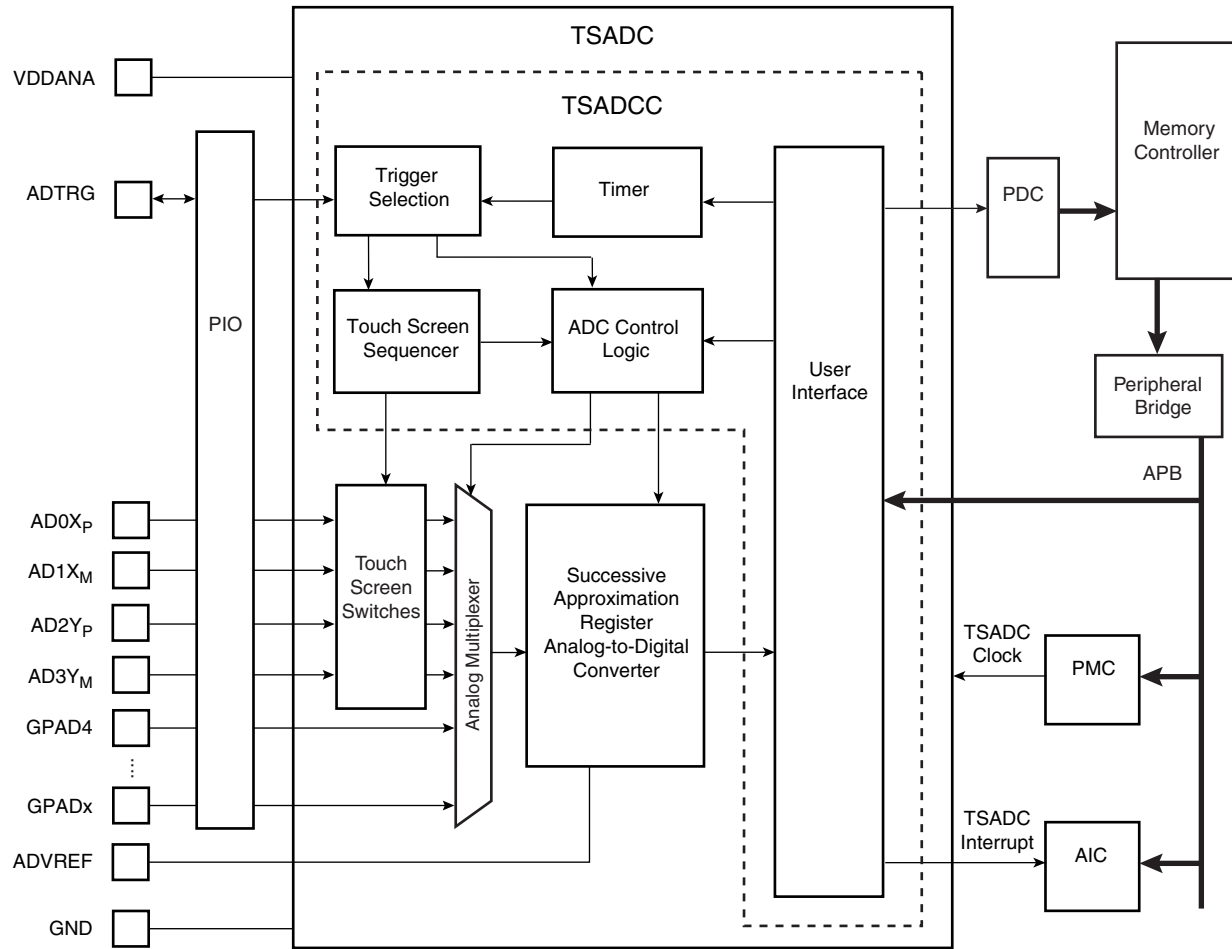 TSADC
VDDANA
TSADCC
Memory
Controller
Trigger
Selection
Timer
PDC
ADTRG
PIO
Touch Screen
Sequencer
ADC Control
Logic
User
Interface
Peripheral
Bridge
APB
AD0XP
AD1XM
AD2YP
AD3YM
GPAD4
GPADx
ADVREF
GND
Touch
Screen
Switches
Analog Multiplexer
Successive
Approximation
Register
Analog-to-Digital
Converter
TSADC
Clock
PMC
TSADC
Interrupt
AIC